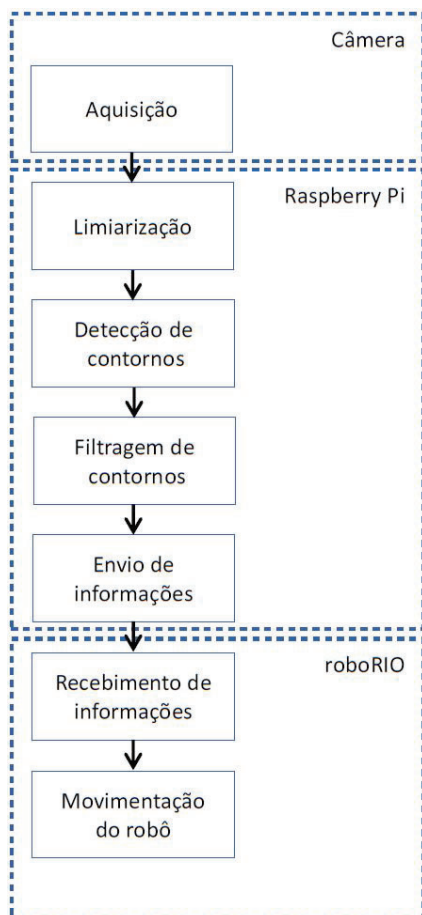 Câmera
Aquisição
Raspberry Pi
Limiarização
Detecção de
contornos
Filtragem de
contornos
Envio de
informações
roboRIO
Recebimento de
informações
Movimentação
do robô